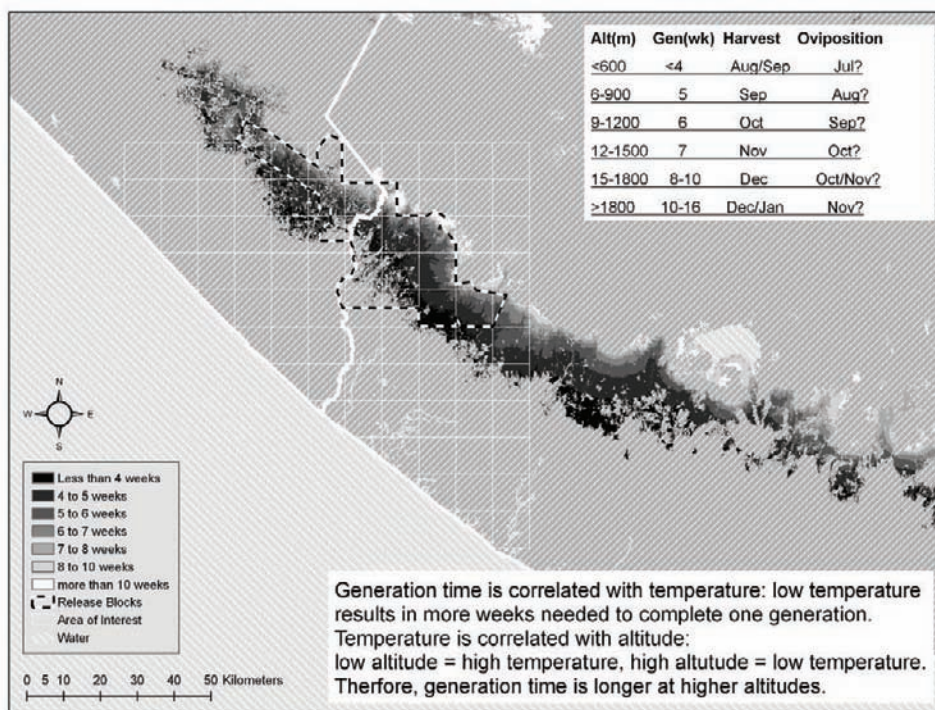 Alt(m) Gen(wk) Harvest Oviposition
<600 <4 Aug/Sep Jul?
6-900 5 Sep Aug?
9-1200 6 Oct Sep?
12-1500 7 Nov Oct?
15-1800 8-10 Dec Oct/Nov?
>1800 10-16 Dec/Jan Nov?
N
W E
S
Less than 4 weeks
4 to 5 weeks
5 to 6 weeks
6 to 7 weeks
7 to 8 weeks
8 to 10 weeks
more than 10 weeks
Release Blocks
Area of Interest
Water
0 5 10 20 30 40 50 Kilometers
Generation time is correlated with temperature: low temperature
results in more weeks needed to complete one generation.
Temperature is correlated with altitude:
low altitude = high temperature, high altutude = low temperature.
Therfore, generation time is longer at higher altitudes.